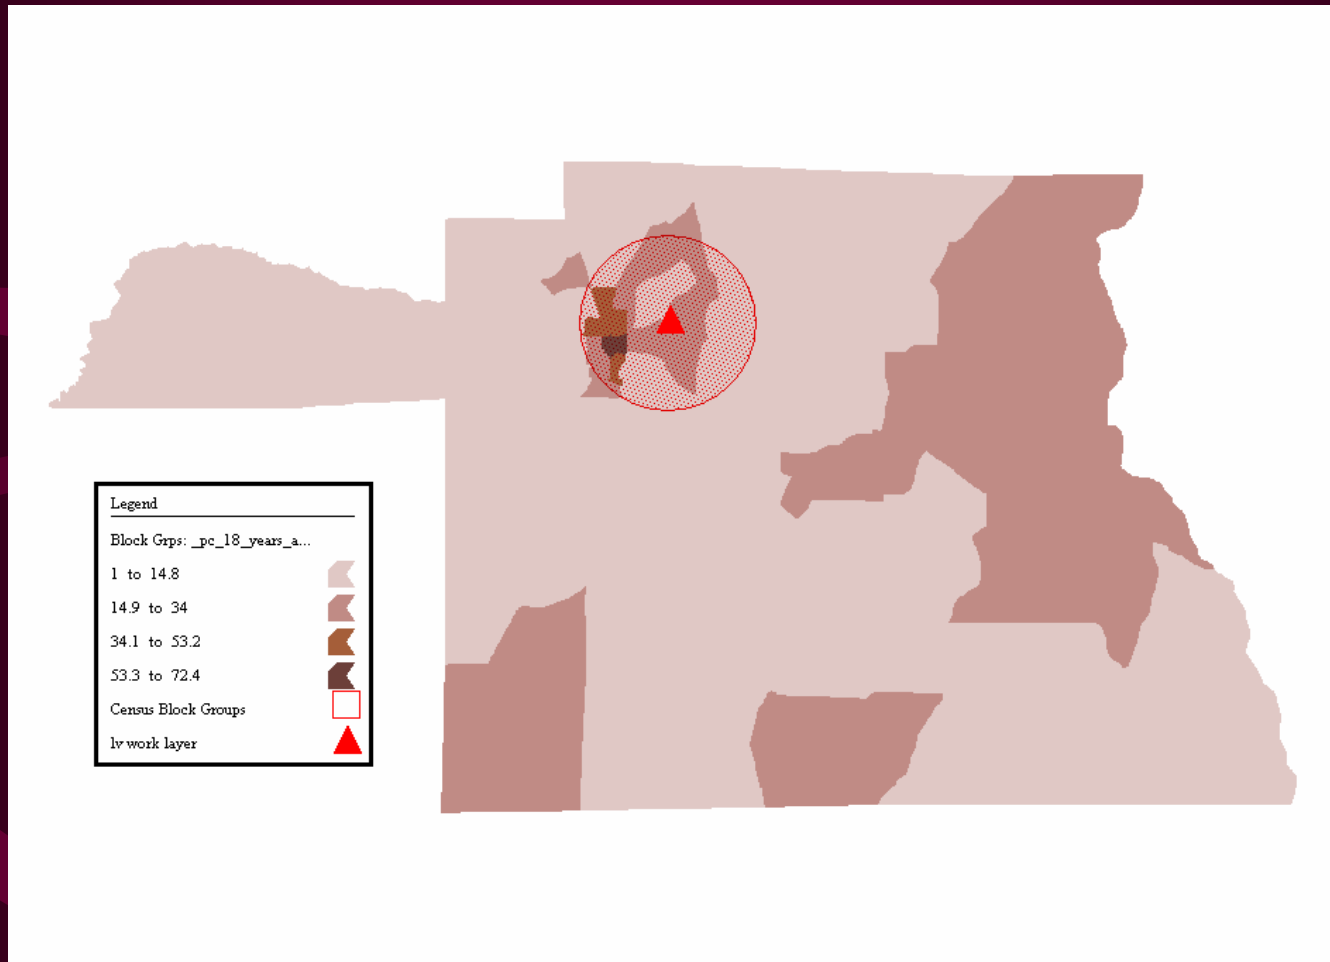 Legend
Block Grps: _pc_18_years_a...
1 to 14.8
14.9 to 34
34.1 to 53.2
53.3 to 72.4
Census Block Groups
lv work layer